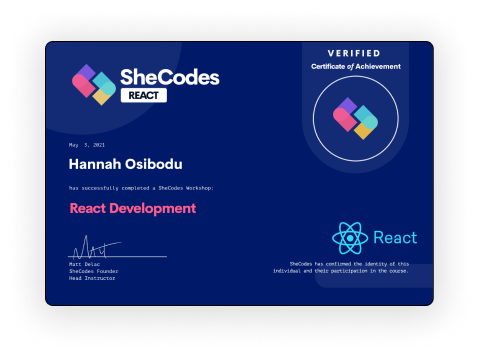 SheCodes
REACT
VERIFIED
Certificate of Achievement
May 3, 2021
Hannah Osibodu
has successfully completed a SheCodes Workshop:
React Development
Matt Delac
SheCodes Founder
Head Instructor
React
SheCodes has confirmed the identity of this
individual and their participation in the course.